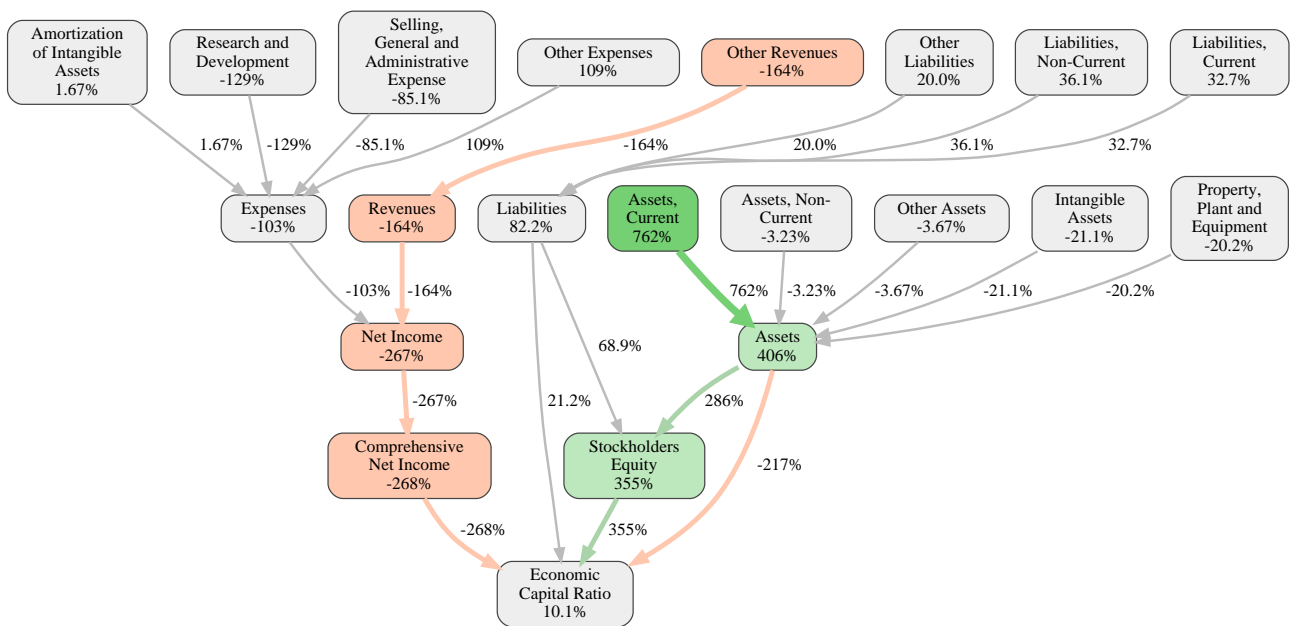 Amortization
of Intangible
Assets
1.67%
Research and
Development
-129%
Selling,
General and
Administrative
Expense
-85.1%
Other Expenses
109%
Other Revenues
-164%
Other
Liabilities
20.0%
Liabilities,
Non-Current
36.1%
Liabilities,
Current
32.7%
1.67%
-129%
-85.1%
109%
-164%
20.0%
36.1%
32.7%
Expenses
-103%
Revenues
-164%
Liabilities
82.2%
Assets,
Current
762%
Assets, Non-
Current
-3.23%
Other Assets
-3.67%
Intangible
Assets
-21.1%
Property,
Plant and
Equipment
-20.2%
-103%
-164%
762%
-3.23%
-3.67%
-21.1%
-20.2%
Net Income
-267%
68.9%
Assets
406%
-267%
21.2%
286%
Comprehensive
Net Income
-268%
Stockholders
Equity
355%
-217%
-268%
355%
Economic
Capital Ratio
10.1%